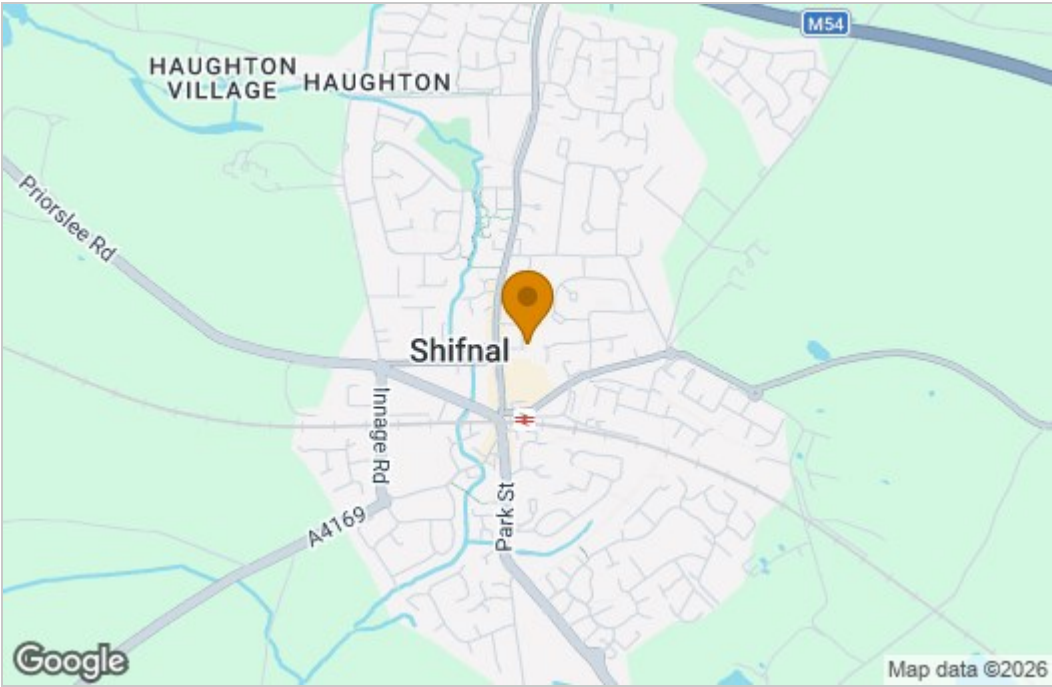 M54
HAUGHTON
VILLAGE
HAUGHTON
Priorslee Rd
Shifnal
Innage Rd
Park St
A4169
Google
Map data ©2026